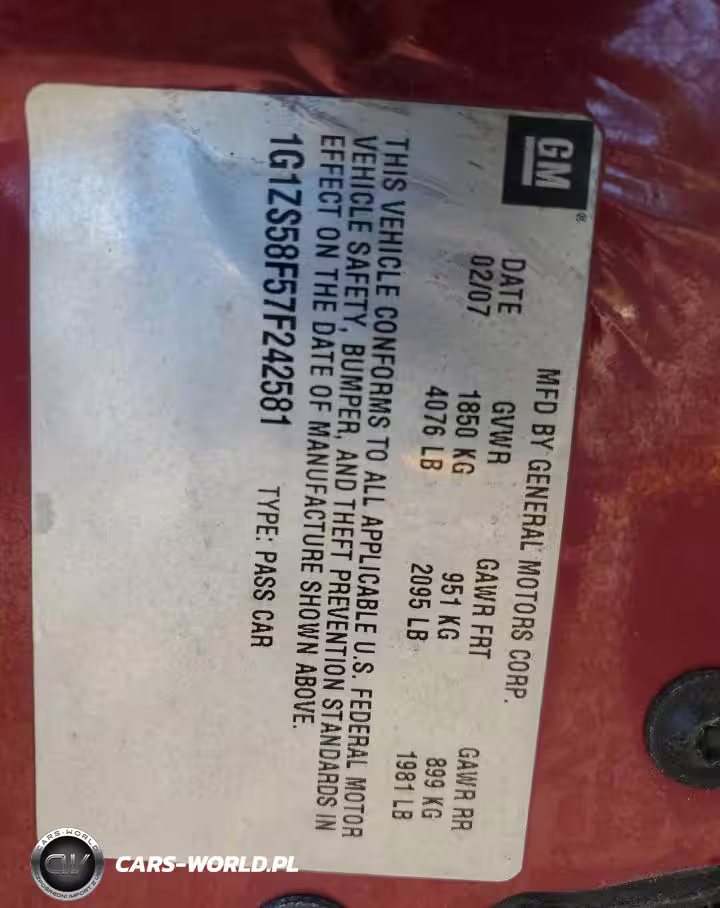 GM®
MFD BY GENERAL MOTORS CORP.
DATE GVWR GAWR FRT GAWR RR
02/07 1850 KG 951 KG 899 KG
4076 LB 2095 LB 1981 LB
THIS VEHICLE CONFORMS TO ALL APPLICABLE U.S. FEDERAL MOTOR
VEHICLE SAFETY, BUMPER, AND THEFT PREVENTION STANDARDS IN
EFFECT ON THE DATE OF MANUFACTURE SHOWN ABOVE.
1G1ZS58F57F242581 TYPE: PASS CAR
CARS-WORLD
CARS-WORLD.PL